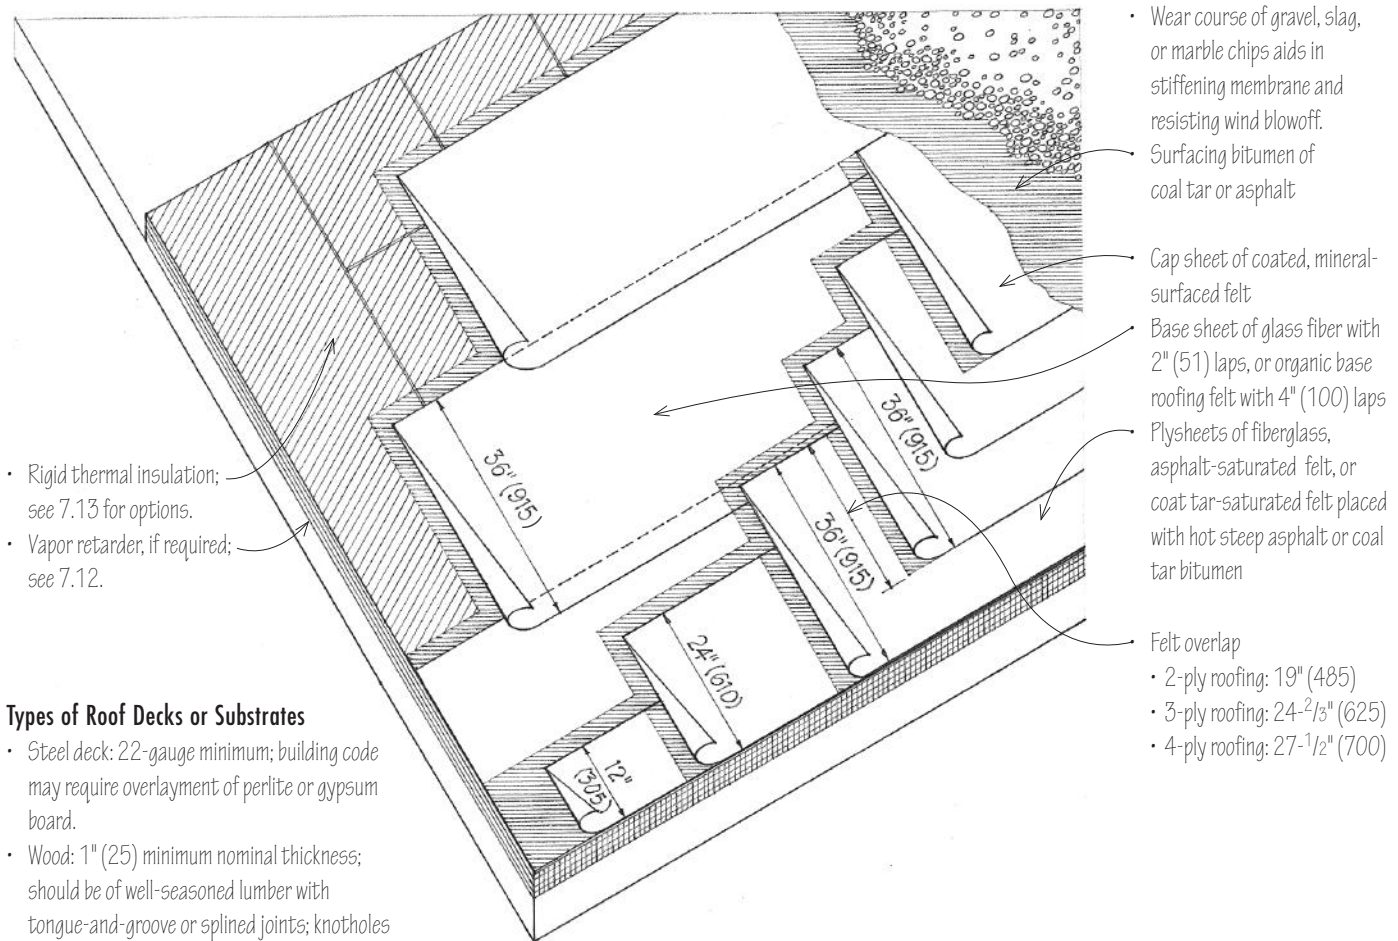 • Wear course of gravel, slag,
or marble chips aids in
stiffening membrane and
resisting wind blowoff.
• Surfacing bitumen of
coal tar or asphalt
• Cap sheet of coated, mineral-
surfaced felt
• Base sheet of glass fiber with
2" (51) laps, or organic base
roofing felt with 4" (100) laps
• Plysheets of fiberglass,
asphalt-saturated felt, or
coat tar-saturated felt placed
with hot steep asphalt or coal
tar bitumen
• Felt overlap
• 2-ply roofing: 19" (485)
• 3-ply roofing: 24-2/3" (625)
• 4-ply roofing: 27-1/2" (700)
36" (915)
36" (915)
36" (915)
24" (610)
12"
(305)
• Rigid thermal insulation;
see 7.13 for options.
• Vapor retarder, if required;
see 7.12.
Types of Roof Decks or Substrates
• Steel deck: 22-gauge minimum; building code
may require overlayment of perlite or gypsum
board.
• Wood: 1" (25) minimum nominal thickness;
should be of well-seasoned lumber with
tongue-and-groove or splined joints; knotholes